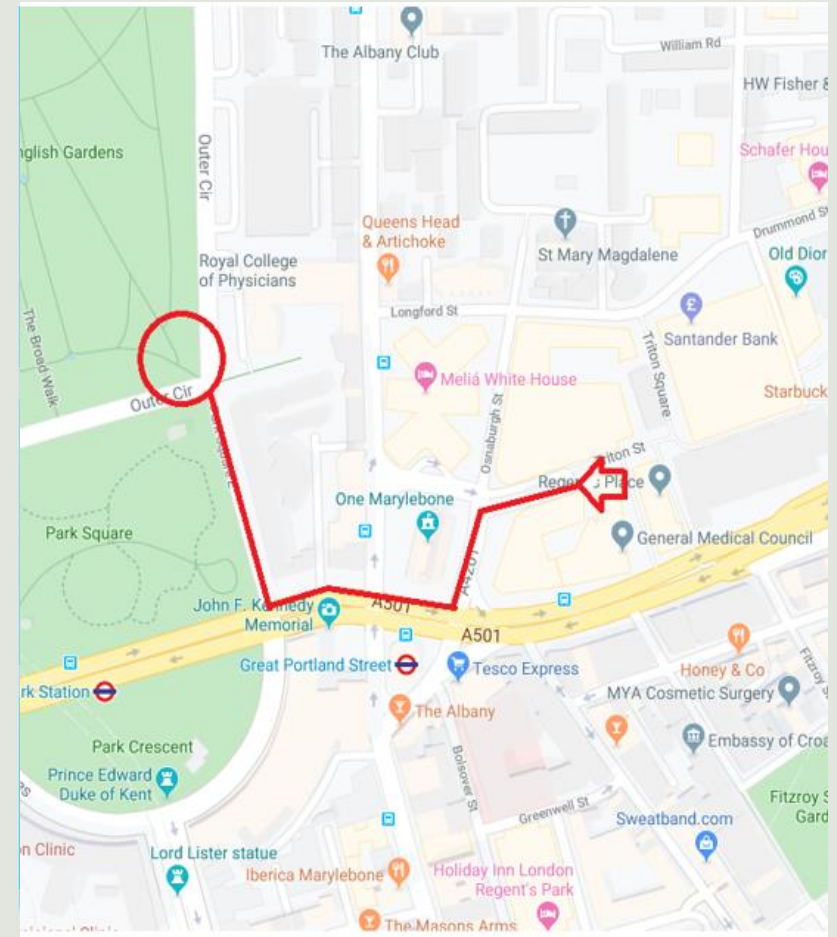 The Albany Club
William Rd
HW Fisher &
nglish Gardens
Outer Cir
Schafer Hou
Drummond St
Queens Head
& Artichoke
St Mary Magdalene
Old Dior
Royal College
of Physicians
Longford St
Santander Bank
The Broad Walk
Triton Square
Meliá White House
Starbuck
Outer Cir
Osnaburgh St
riton St
Place
One Marylebone
General Medical Council
Park Square
A4201
John F. Kennedy
Memorial
A501
A501
Great Portland Street
Tesco Express
Honey & Co
Fitzroy
rk Station
MYA Cosmetic Surgery
The Albany
Embassy of Croa
Park Crescent
Bolsover St
Prince Edward
Duke of Kent
Greenwell St
Sweatband.com
Fitzroy S
Gard
n Clinic
Lord Lister statue
Iberica Marylebone
Holiday Inn London
Regent's Park
The Masons Arms